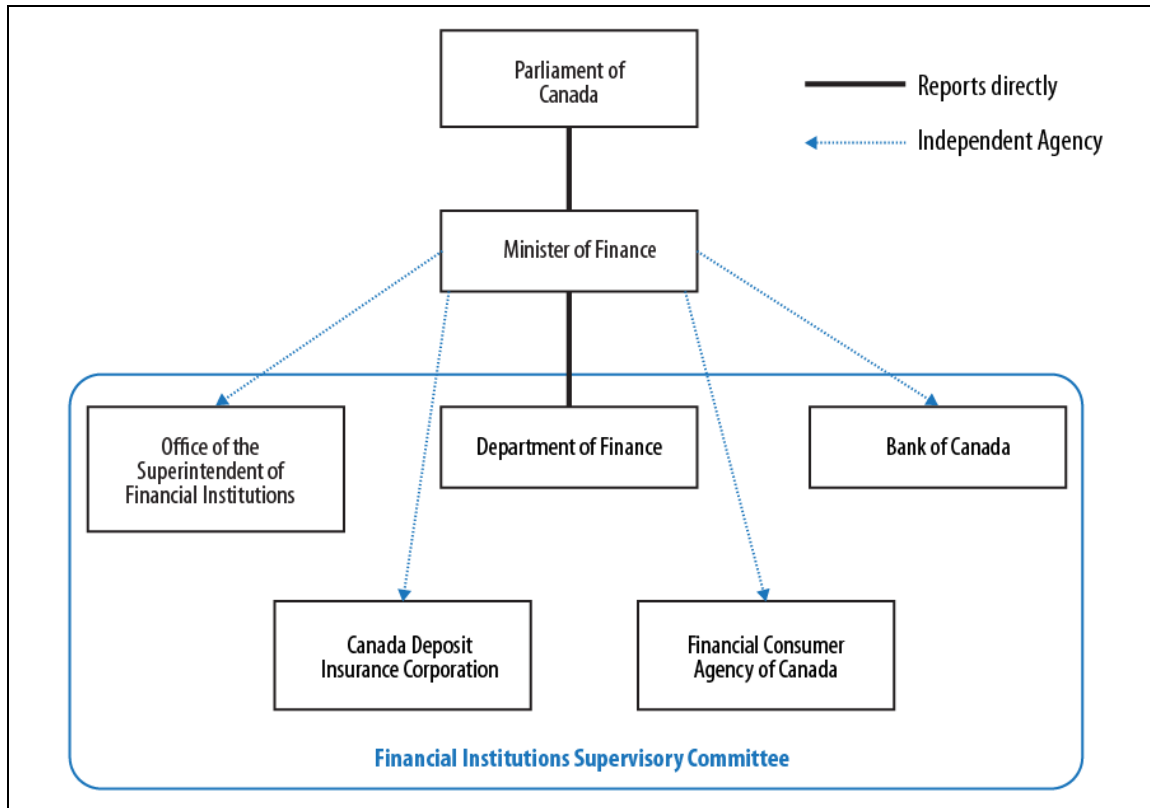 Parliament of
Canada
Reports directly
Independent Agency
Minister of Finance
Office of the
Superintendent of
Financial Institutions
Department of Finance
Bank of Canada
Canada Deposit
Insurance Corporation
Financial Consumer
Agency of Canada
Financial Institutions Supervisory Committee